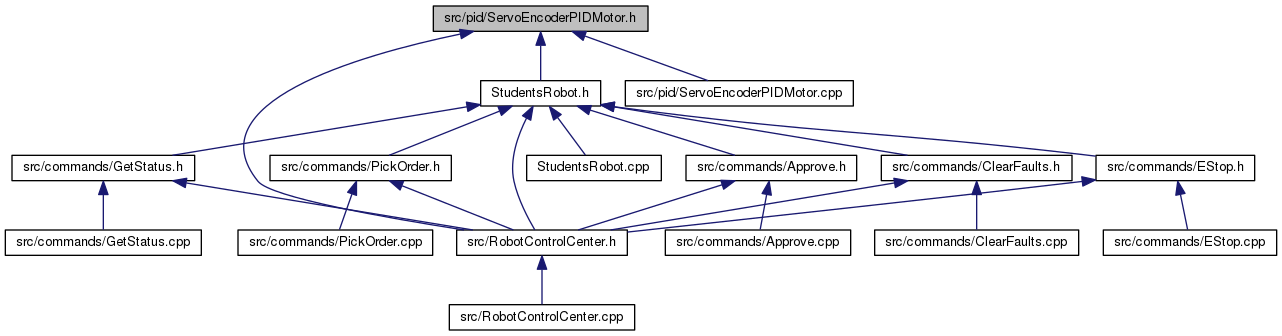 src/pid/ServoEncoderPIDMotor.h
StudentsRobot.h
src/pid/ServoEncoderPIDMotor.cpp
src/commands/GetStatus.h
src/commands/PickOrder.h
StudentsRobot.cpp
src/commands/Approve.h
src/commands/ClearFaults.h
src/commands/EStop.h
src/commands/GetStatus.cpp
src/commands/PickOrder.cpp
src/RobotControlCenter.h
src/commands/Approve.cpp
src/commands/ClearFaults.cpp
src/commands/EStop.cpp
src/RobotControlCenter.cpp